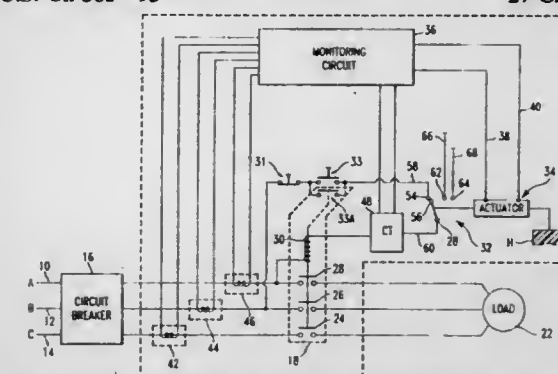 36
MONITORING
CIRCUIT
40
66
68
38
31
33
58
34
62
64
33A
48
54
56
ACTUATOR
CT
28
32
30
60
H
16
10
A
28
CIRCUIT
BREAKER
B
26
12
46
LOAD
C
24
14
44
22
42
18